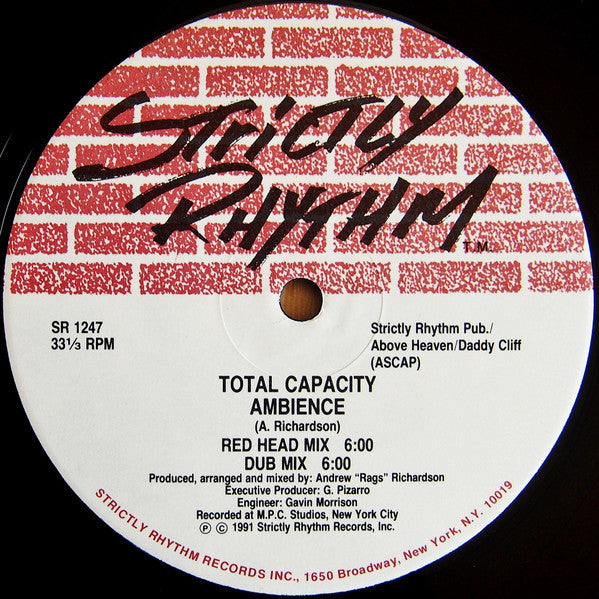 STRICTLY
RHYTHM
T.M.
SR 1247
33⅓ RPM
Strictly Rhythm Pub./
Above Heaven/Daddy Cliff
(ASCAP)
TOTAL CAPACITY
AMBIENCE
(A. Richardson)
RED HEAD MIX 6:00
DUB MIX 6:00
Produced, arranged and mixed by: Andrew "Rags" Richardson
Executive Producer: G. Pizarro
Engineer: Gavin Morrison
Recorded at M.P.C. Studios, New York City
Ⓟ © 1991 Strictly Rhythm Records, Inc.
STRICTLY RHYTHM RECORDS INC., 1650 Broadway, New York, N.Y. 10019